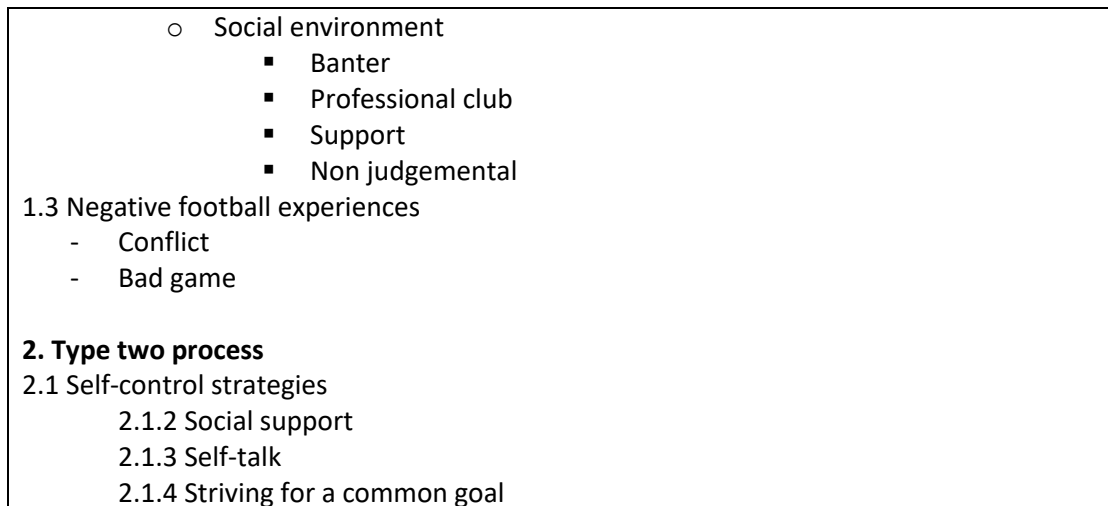 o Social environment
▪ Banter
▪ Professional club
▪ Support
▪ Non judgemental
1.3 Negative football experiences
- Conflict
- Bad game
2. Type two process
2.1 Self-control strategies
2.1.2 Social support
2.1.3 Self-talk
2.1.4 Striving for a common goal